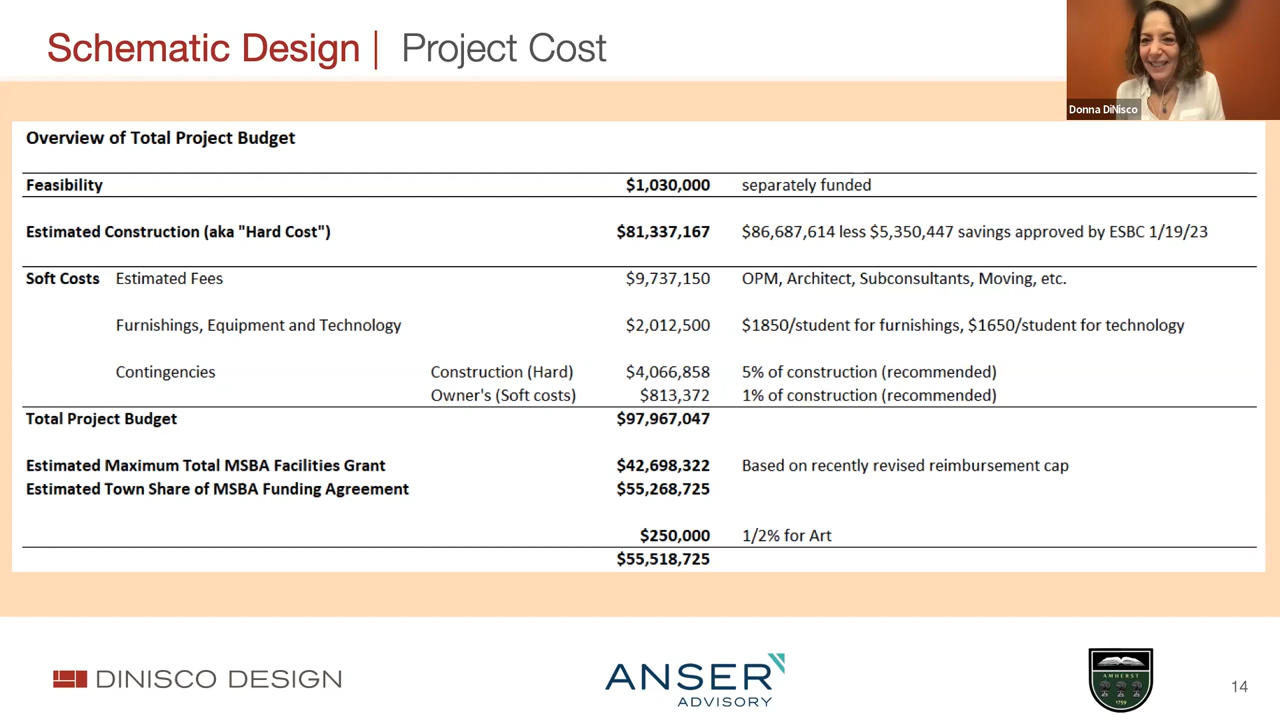 Schematic Design | Project Cost
Donna DiNisco
Overview of Total Project Budget
Feasibility $1,030,000 separately funded
Estimated Construction (aka "Hard Cost") $81,337,167 $86,687,614 less $5,350,447 savings approved by ESBC 1/19/23
Soft Costs Estimated Fees $9,737,150 OPM, Architect, Subconsultants, Moving, etc.
Furnishings, Equipment and Technology $2,012,500 $1850/student for furnishings, $1650/student for technology
Contingencies Construction (Hard) $4,066,858 5% of construction (recommended)
Owner's (Soft costs) $813,372 1% of construction (recommended)
Total Project Budget $97,967,047
Estimated Maximum Total MSBA Facilities Grant $42,698,322 Based on recently revised reimbursement cap
Estimated Town Share of MSBA Funding Agreement $55,268,725
$250,000 1/2% for Art
$55,518,725
DINISCO DESIGN
ANSER
ADVISORY
AMHERST
1759
14